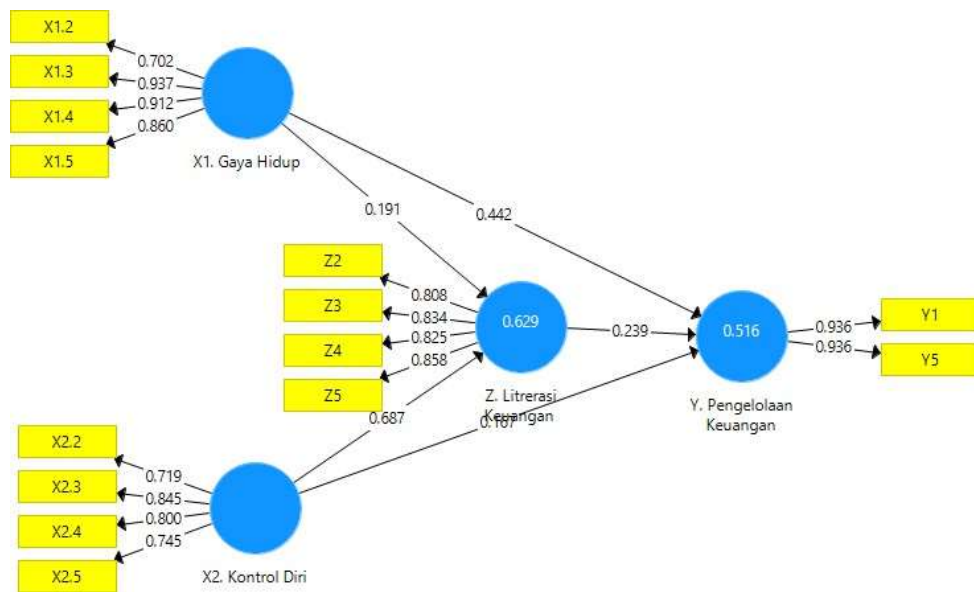 X1.2
0.702
X1.3
0.937
X1.4
0.912
X1.5
0.860
X1. Gaya Hidup
0.191
0.442
Z2
0.808
Z3
0.834
Z4
0.825
Z5
0.858
0.629
0.239
0.516
0.936
Y1
0.936
Y5
Z. Litrerasi
Keuangan
Y. Pengelolaan
Keuangan
0.687
X2.2
0.719
X2.3
0.845
X2.4
0.800
X2.5
0.745
X2. Kontrol Diri